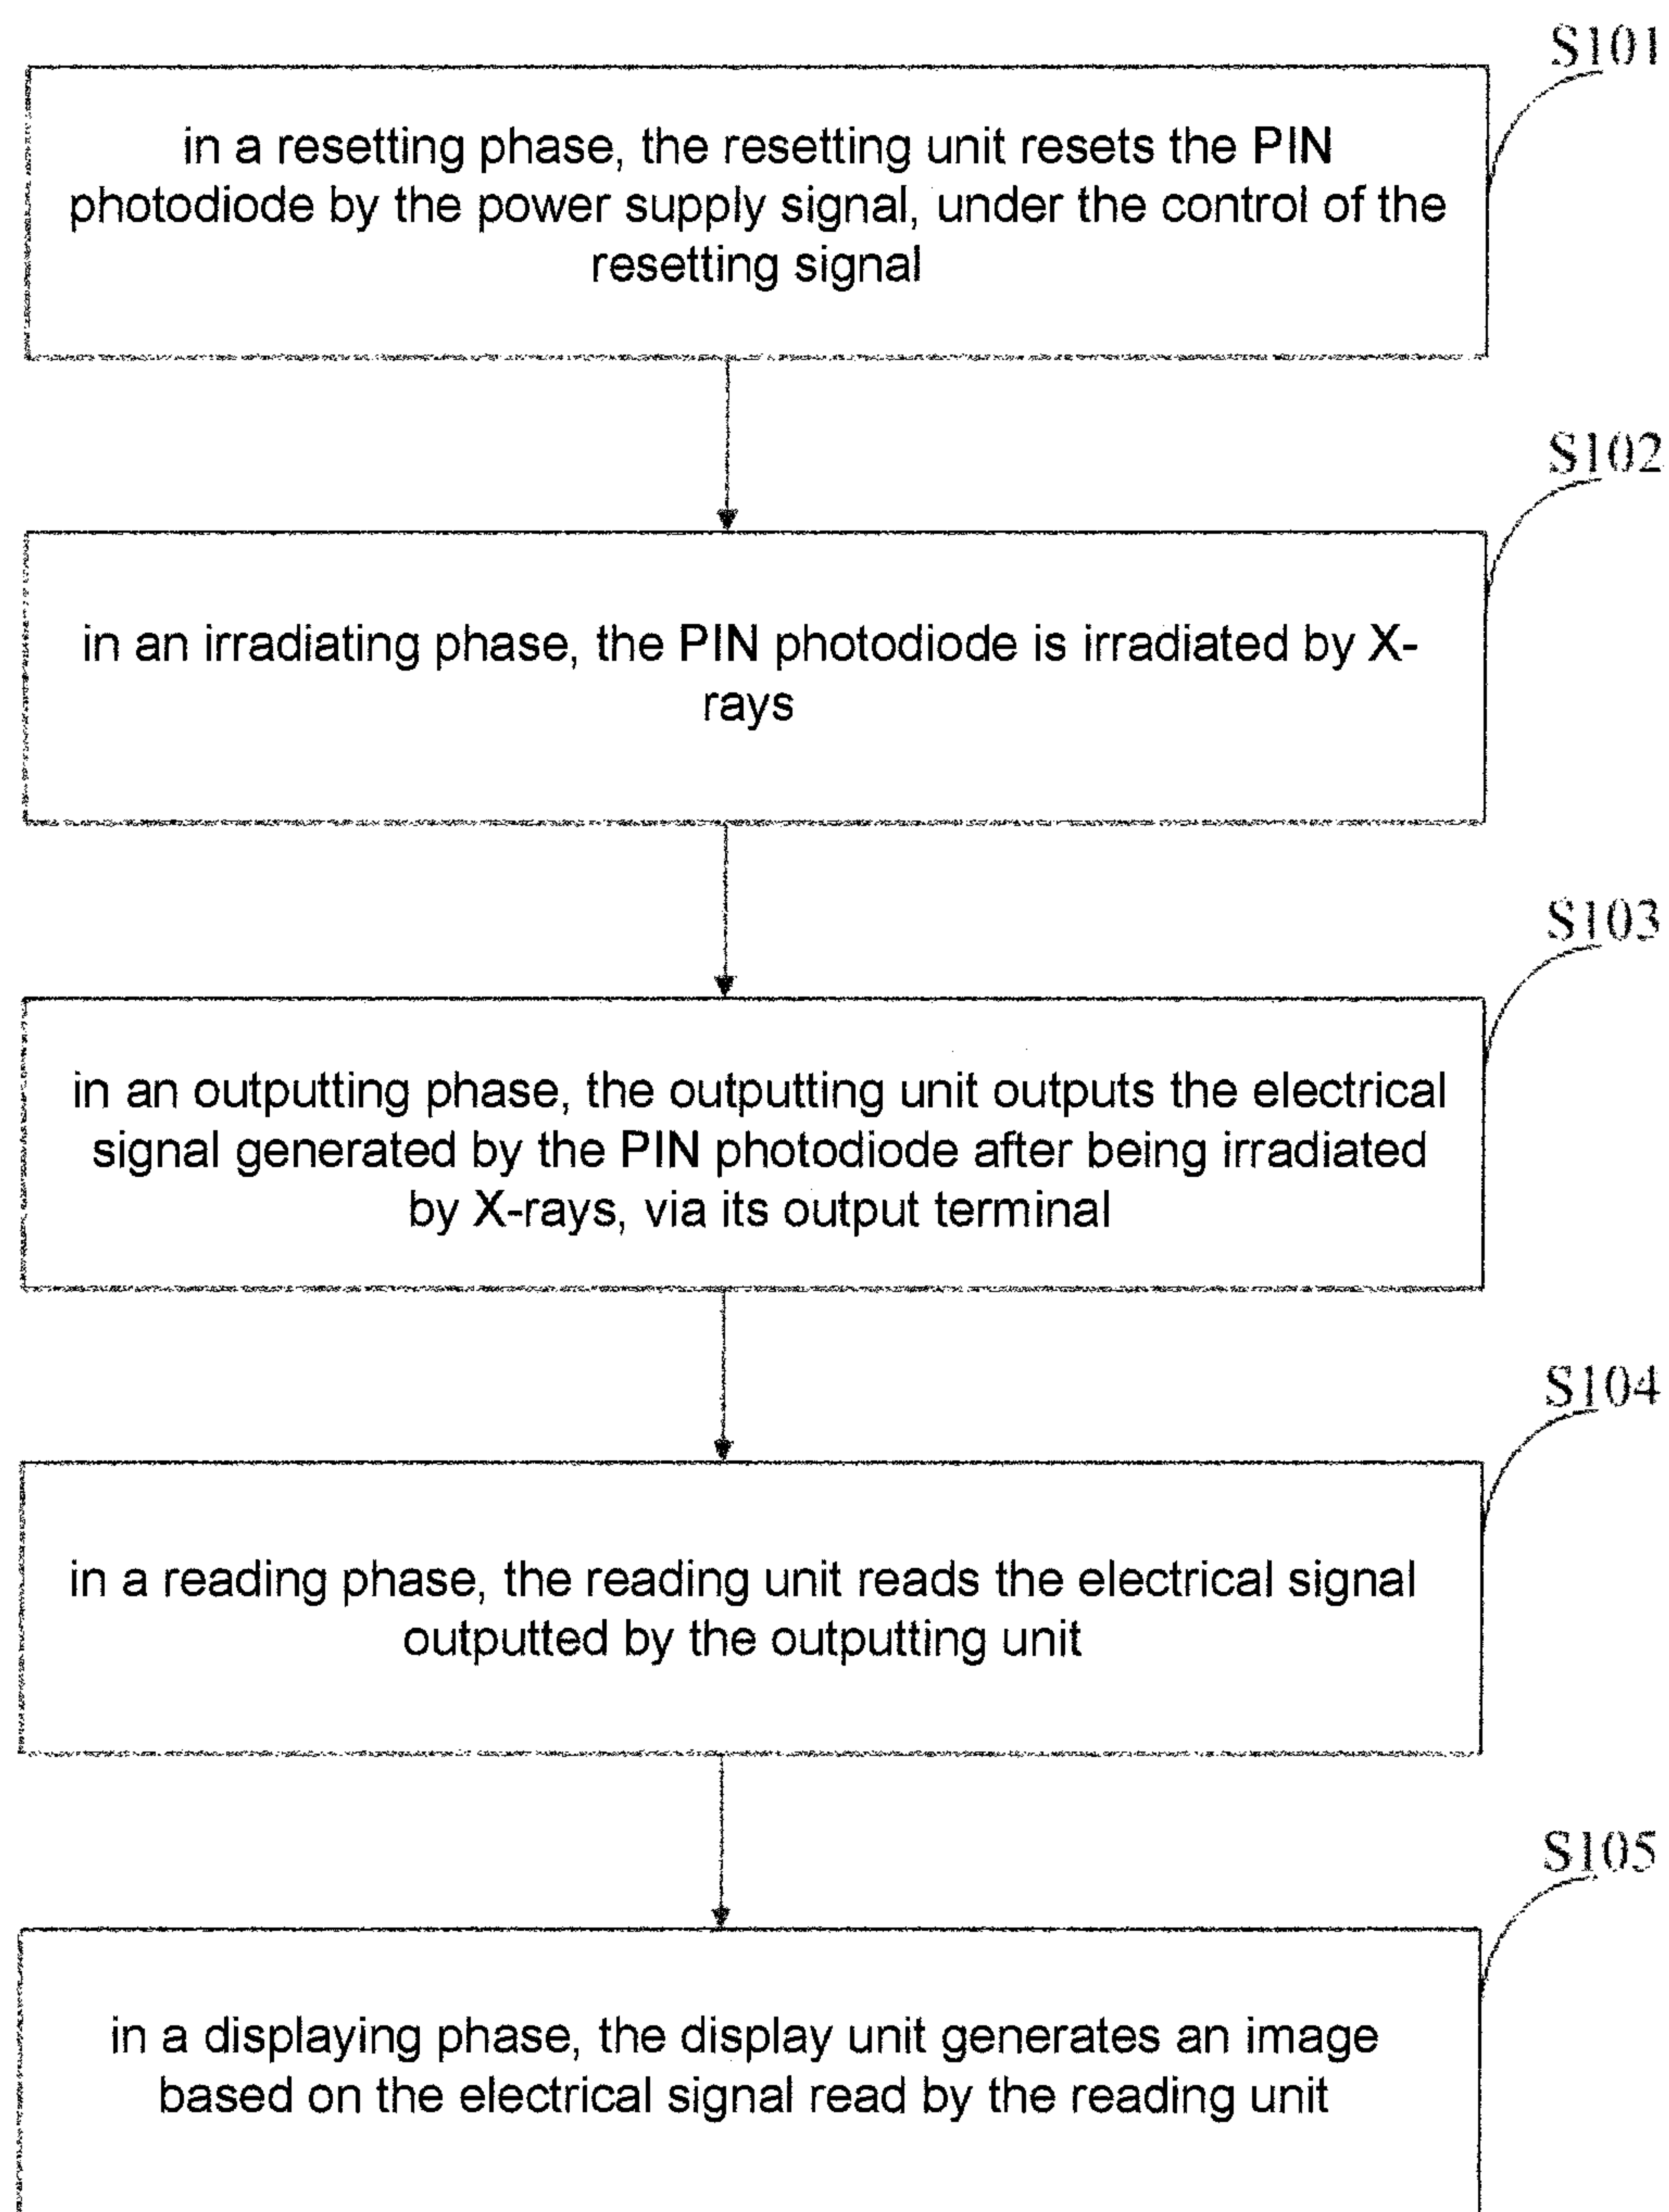 S101
in a resetting phase, the resetting unit resets the PIN
photodiode by the power supply signal, under the control of the
resetting signal
S102
in an irradiating phase, the PIN photodiode is irradiated by X-
rays
S103
in an outputting phase, the outputting unit outputs the electrical
signal generated by the PIN photodiode after being irradiated
by X-rays, via its output terminal
S104
in a reading phase, the reading unit reads the electrical signal
outputted by the outputting unit
S105
in a displaying phase, the display unit generates an image
based on the electrical signal read by the reading unit